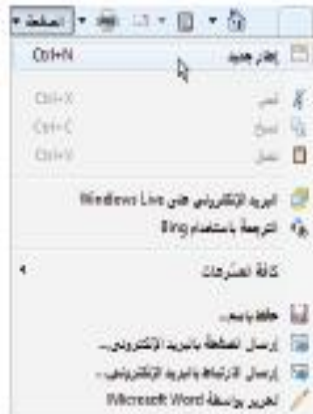 الصفحة
إطار جديد Ctrl+N
قص Ctrl+X
نسخ Ctrl+C
لصق Ctrl+V
البريد الإلكتروني على Windows Live
الترجمة باستخدام Bing
كافة المسرعات
حفظ باسم...
إرسال الصفحة بالبريد الإلكتروني...
إرسال الارتباط بالبريد الإلكتروني...
تحرير بواسطة Microsoft Word